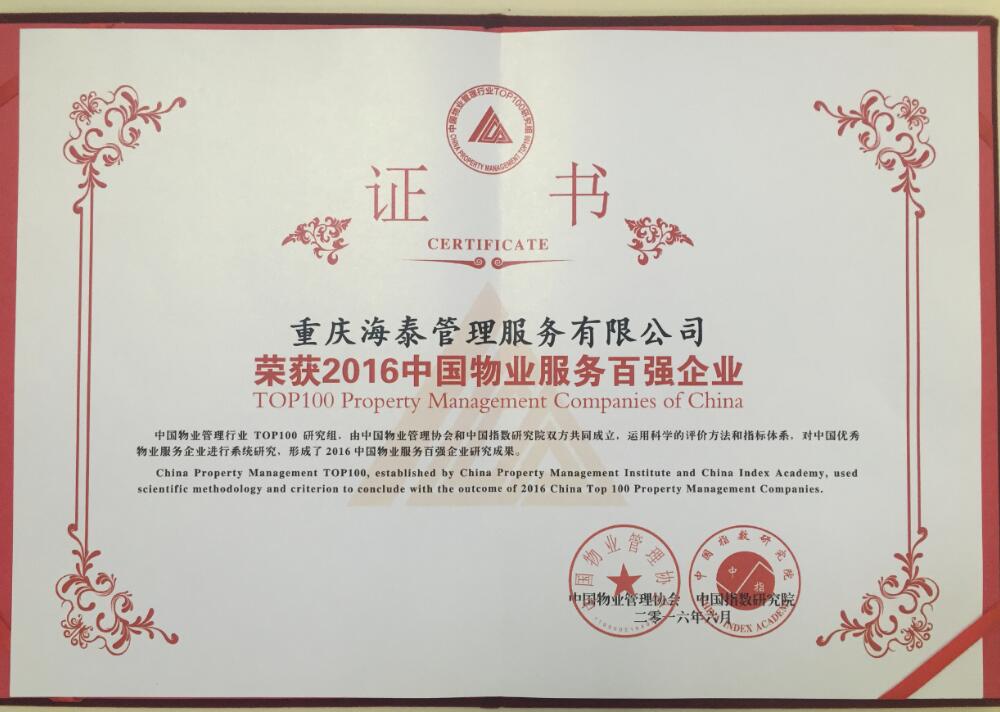 中国物业管理行业TOP100研究组
CHINA PROPERTY MANAGEMENT TOP100
证 书
CERTIFICATE
重庆海泰管理服务有限公司
荣获2016中国物业服务百强企业
TOP100 Property Management Companies of China
中国物业管理行业 TOP100 研究组，由中国物业管理协会和中国指数研究院双方共同成立，运用科学的评价方法和指标体系，对中国优秀
物业服务企业进行系统研究，形成了 2016 中国物业服务百强企业研究成果。
China Property Management TOP100, established by China Property Management Institute and China Index Academy, used
scientific methodology and criterion to conclude with the outcome of 2016 China Top 100 Property Management Companies.
国物业管理协
中国指数研究院
中指
INDEX ACADEMY
中国物业管理协会 中国指数研究院
二零一六年六月